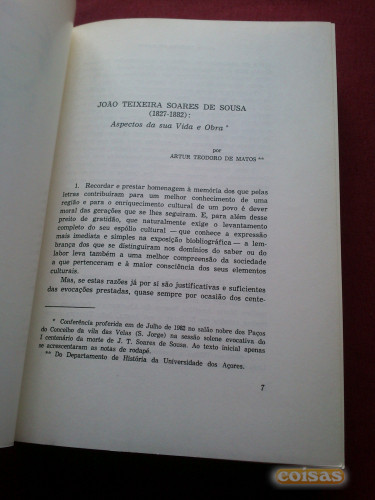 JOÃO TEIXEIRA SOARES DE SOUSA
(1827-1882):
Aspectos da sua Vida e Obra *
por
ARTUR TEODORO DE MATOS **
1. Recordar e prestar homenagem à memória dos que pelas
letras contribuíram para um melhor conhecimento de uma
região e para o enriquecimento cultural de um povo é dever
moral das gerações que se lhes seguiram. E, para além desse
preito de gratidão, que naturalmente exige o levantamento
completo do seu espólio cultural — que conhece a expressão
mais imediata e simples na exposição biobliográfica — a lem-
brança dos que se distinguiram nos domínios do saber ou do
labor leva também a uma melhor compreensão da sociedade
a que pertenceram e à maior consciência dos seus elementos
culturais.
Mas, se estas razões já por si são justificativas e suficientes
das evocações prestadas, quase sempre por ocasião dos cente-
* Conferência proferida em de Julho de 1982 no salão nobre dos Paços
do Concelho da vila das Velas (S. Jorge) na sessão solene evocativa do
I centenário da morte de J. T. Soares de Sousa. Ao texto inicial apenas
se acrescentaram as notas de rodapé.
** Do Departamento de História da Universidade dos Açores.
7
coisas